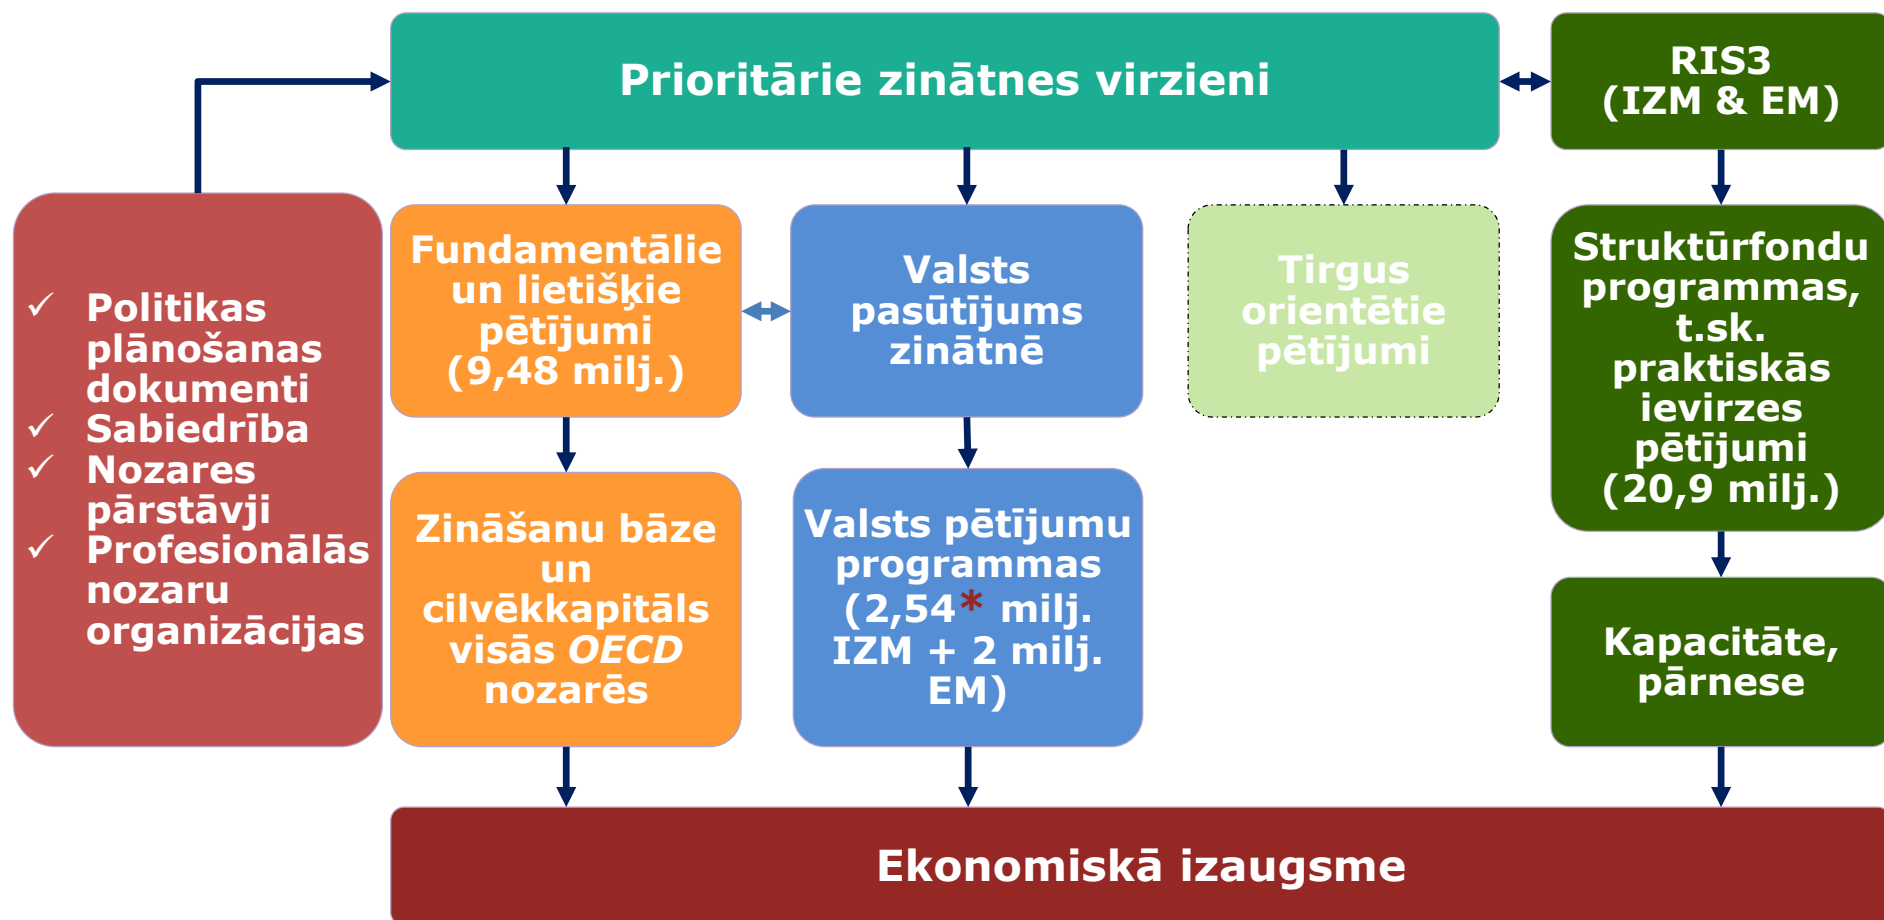 Prioritārie zinātnes virzieni
RIS3
(IZM & EM)
✓ Politikas
plānošanas
dokumenti
✓ Sabiedrība
✓ Nozares
pārstāvji
✓ Profesionālās
nozaru
organizācijas
Fundamentālie
un lietišķie
pētījumi
(9,48 milj.)
Valsts
pasūtījums
zinātnē
Tirgus
orientētie
pētījumi
Struktūrfondu
programmas,
t.sk.
praktiskās
ievirzes
pētījumi
(20,9 milj.)
Zināšanu bāze
un
cilvēkkapitāls
visās OECD
nozarēs
Valsts pētījumu
programmas
(2,54* milj.
IZM + 2 milj.
EM)
Kapacitāte,
pārnese
Ekonomiskā izaugsme